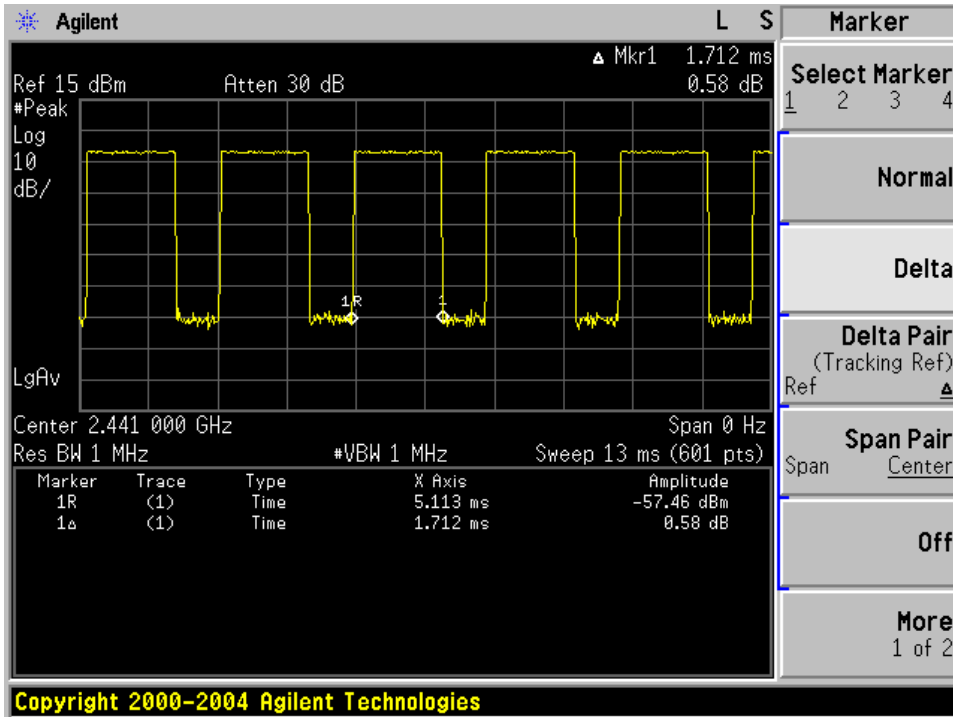 Agilent L S
Marker
Δ Mkr1 1.712 ms
Ref 15 dBm Atten 30 dB 0.58 dB
#Peak
Log
10
dB/
1R 1
LgAv
Center 2.441 000 GHz Span 0 Hz
Res BW 1 MHz #VBW 1 MHz Sweep 13 ms (601 pts)
Marker Trace Type X Axis Amplitude
1R (1) Time 5.113 ms -57.46 dBm
1Δ (1) Time 1.712 ms 0.58 dB
Select Marker
1 2 3 4
Normal
Delta
Delta Pair
(Tracking Ref)
Ref Δ
Span Pair
Span Center
Off
More
1 of 2
Copyright 2000-2004 Agilent Technologies